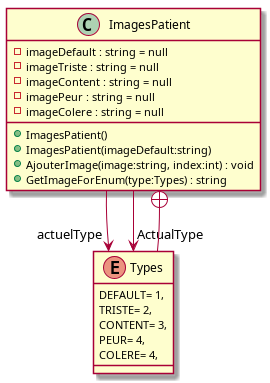 C ImagesPatient
imageDefault : string = null
imageTriste : string = null
imageContent : string = null
imagePeur : string = null
imageColere : string = null
ImagesPatient()
ImagesPatient(imageDefault:string)
AjouterImage(image:string, index:int) : void
GetImageForEnum(type:Types) : string
actuelType
ActualType
E Types
DEFAULT= 1,
TRISTE= 2,
CONTENT= 3,
PEUR= 4,
COLERE= 4,